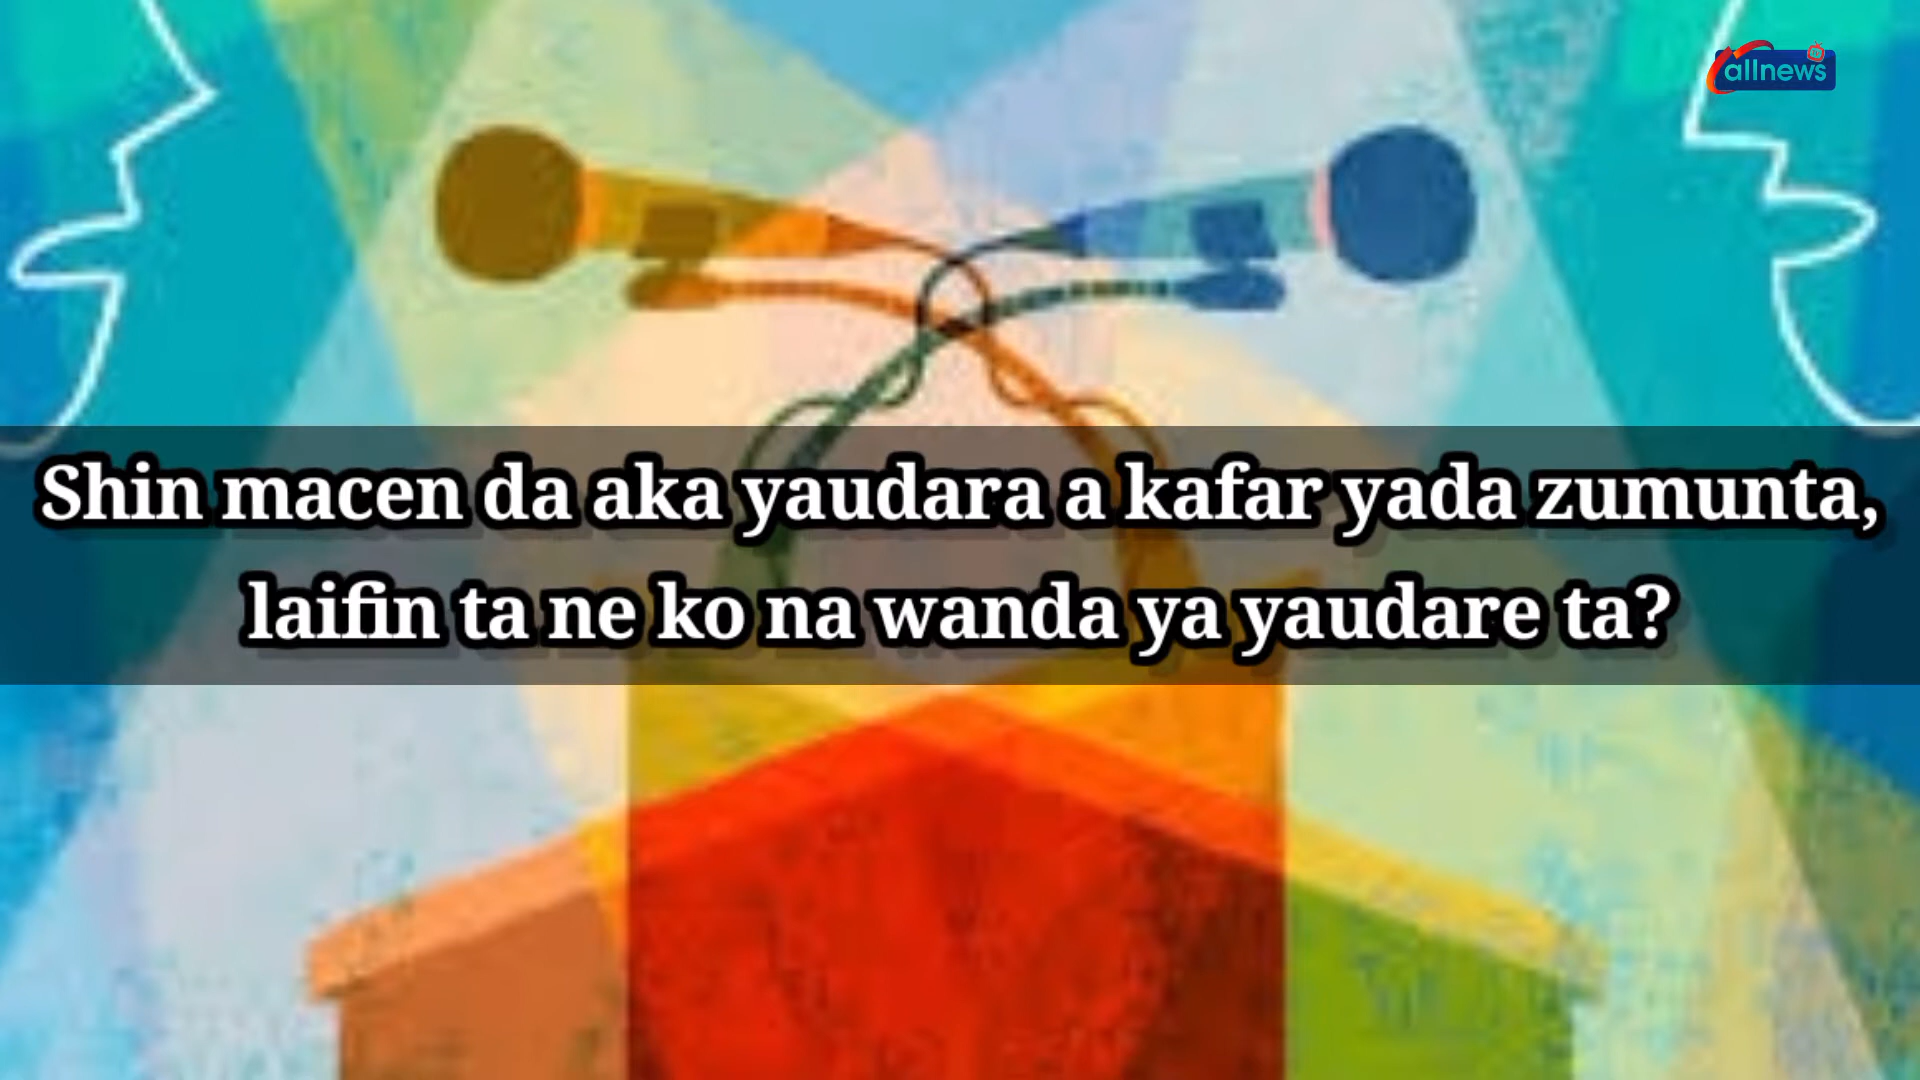 allnews
Shin macen da aka yaudara a kafar yada zumunta,
laifin ta ne ko na wanda ya yaudare ta?